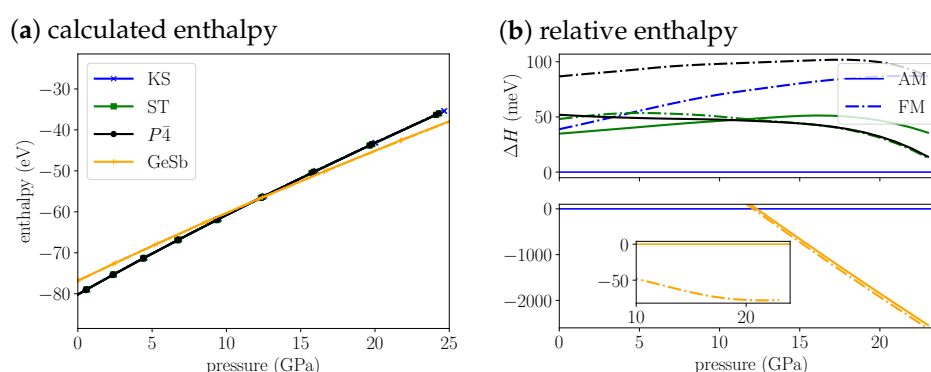 (a) calculated enthalpy
enthalpy (eV)
−30
−40
−50
−60
−70
−80
KS
ST
P4̄
GeSb
0 5 10 15 20 25
pressure (GPa)
(b) relative enthalpy
ΔH (meV)
100
50
0
AM
FM
0
−1000
−2000
0
−50
10 20
0 5 10 15 20
pressure (GPa)